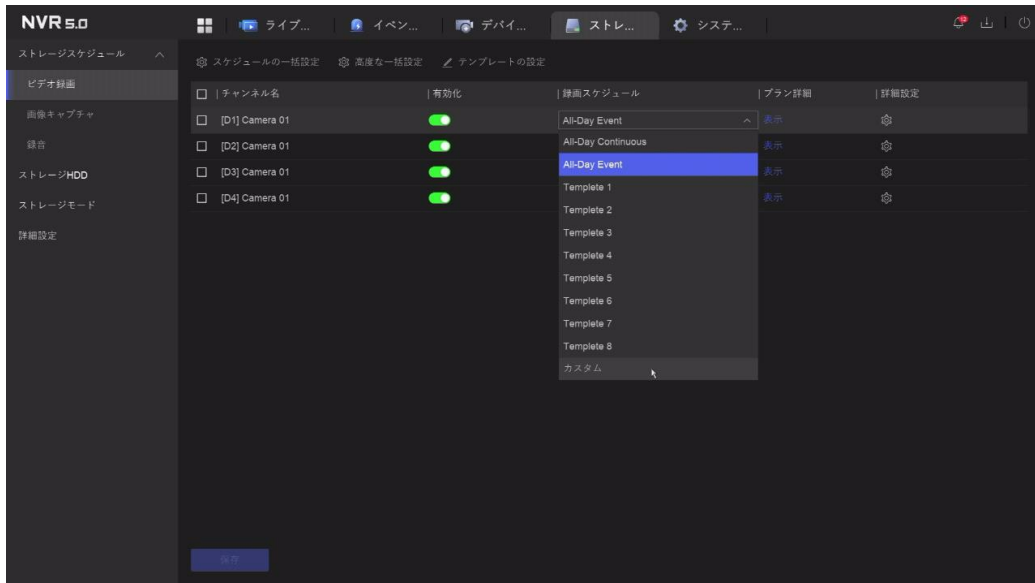 NVR 5.0
ライブ... イベン... デバイ... ストレ... システ...
12
ストレージスケジュール
ビデオ録画
画像キャプチャ
録音
ストレージHDD
ストレージモード
詳細設定
スケジュールの一括設定 高度な一括設定 テンプレートの設定
チャンネル名 有効化 録画スケジュール プラン詳細 詳細設定
[D1] Camera 01 All-Day Event 表示
[D2] Camera 01 表示
[D3] Camera 01 表示
[D4] Camera 01 表示
All-Day Continuous
All-Day Event
Templete 1
Templete 2
Templete 3
Templete 4
Templete 5
Templete 6
Templete 7
Templete 8
カスタム
保存